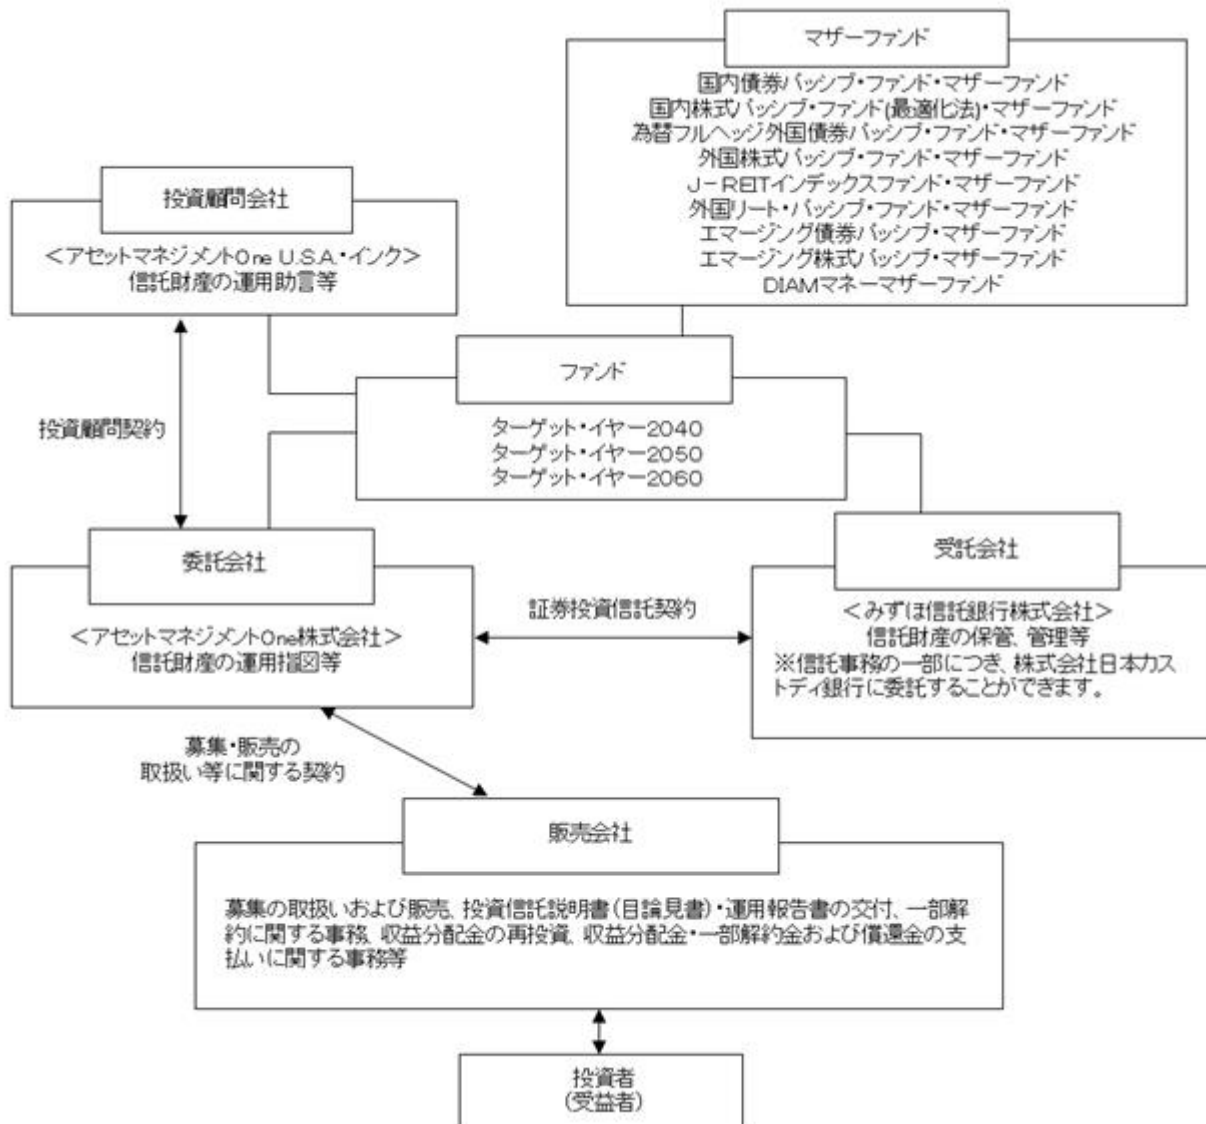 マザーファンド
国内債券パッシブ・ファンド・マザーファンド
国内株式パッシブ・ファンド(最適化法)・マザーファンド
為替フルヘッジ外国債券パッシブ・ファンド・マザーファンド
外国株式パッシブ・ファンド・マザーファンド
J－REITインデックスファンド・マザーファンド
外国リート・パッシブ・ファンド・マザーファンド
エマージング債券パッシブ・マザーファンド
エマージング株式パッシブ・マザーファンド
DIAMマネーマザーファンド
投資顧問会社
＜アセットマネジメントOne U.S.A.・インク＞
信託財産の運用助言等
ファンド
ターゲット・イヤー2040
ターゲット・イヤー2050
ターゲット・イヤー2060
投資顧問契約
委託会社
＜アセットマネジメントOne株式会社＞
信託財産の運用指図等
証券投資信託契約
受託会社
＜みずほ信託銀行株式会社＞
信託財産の保管、管理等
※信託事務の一部につき、株式会社日本カス
トディ銀行に委託することができます。
募集・販売の
取扱い等に関する契約
販売会社
募集の取扱いおよび販売、投資信託説明書(目論見書)・運用報告書の交付、一部解
約に関する事務、収益分配金の再投資、収益分配金・一部解約金および償還金の支
払いに関する事務等
投資者
(受益者)